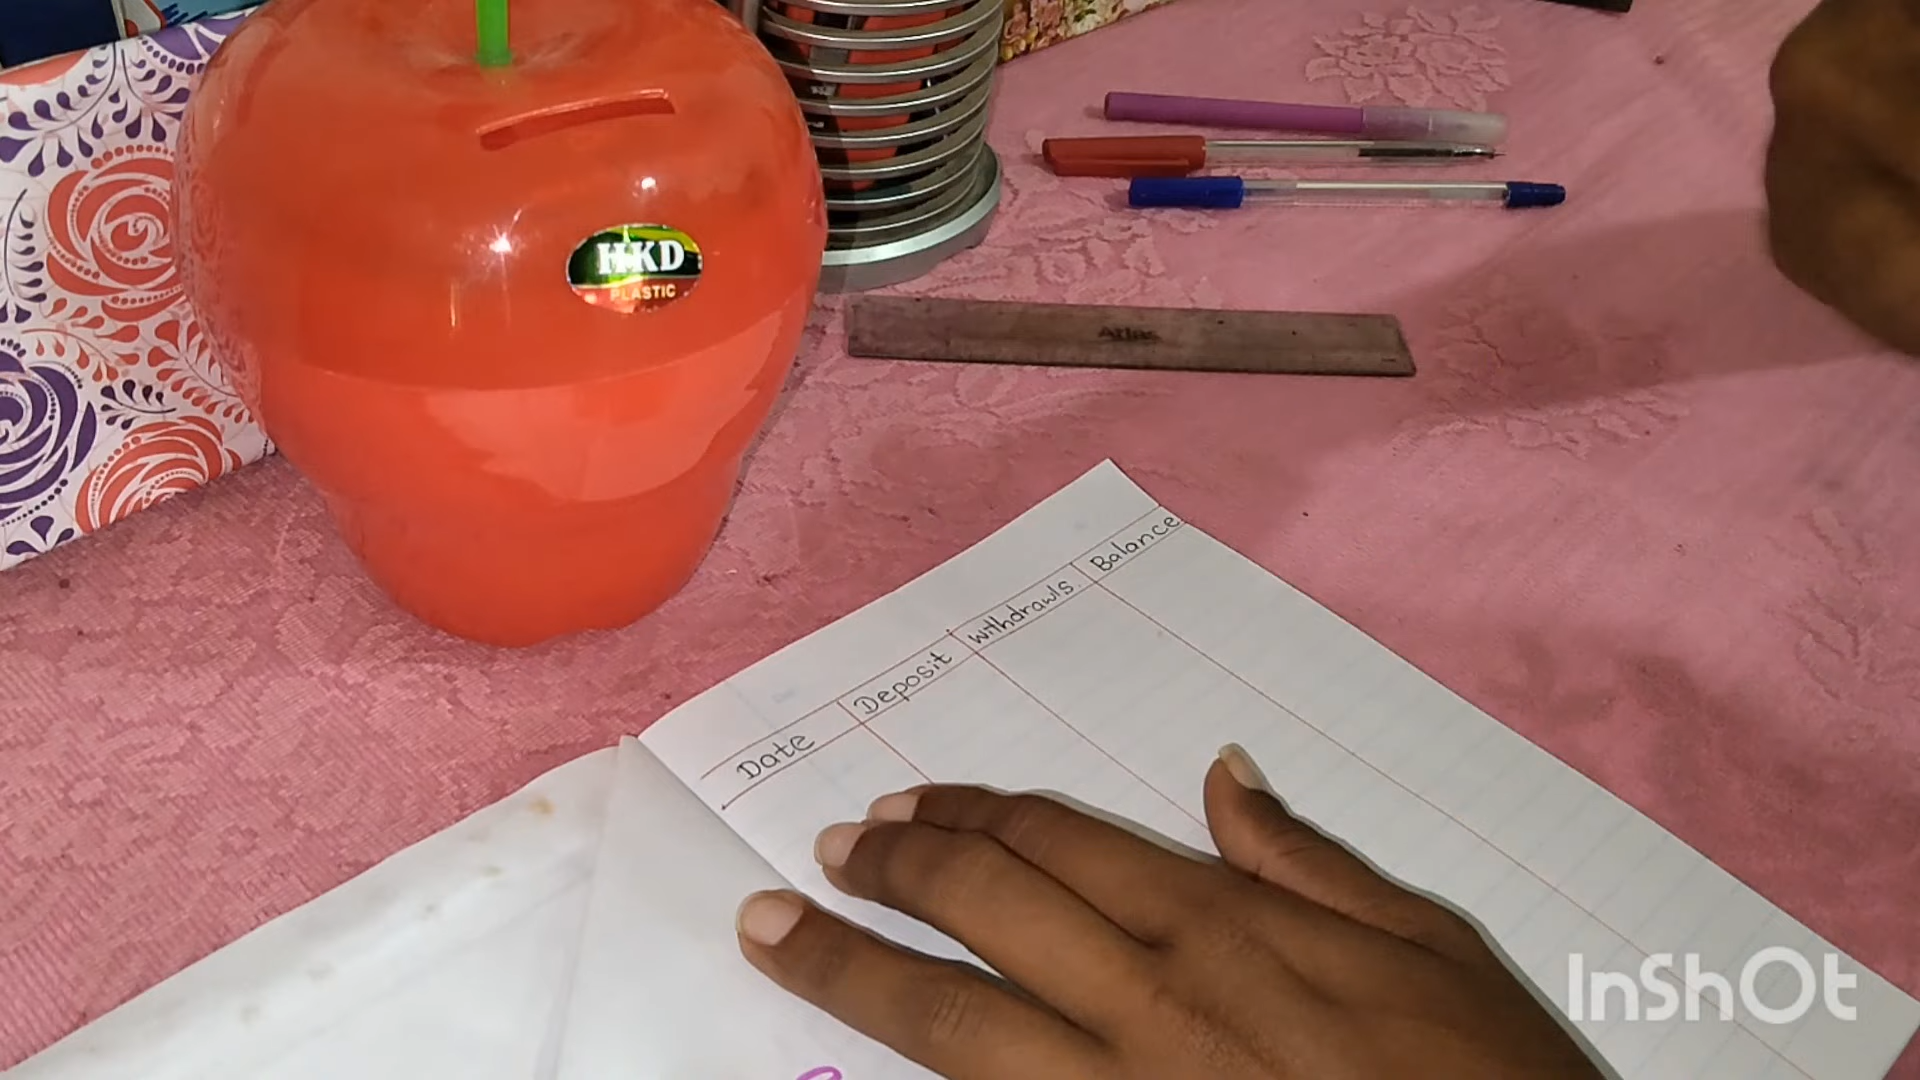 HKD
PLASTIC
Atlas
Date Deposit withdrawls Balance
InShOt